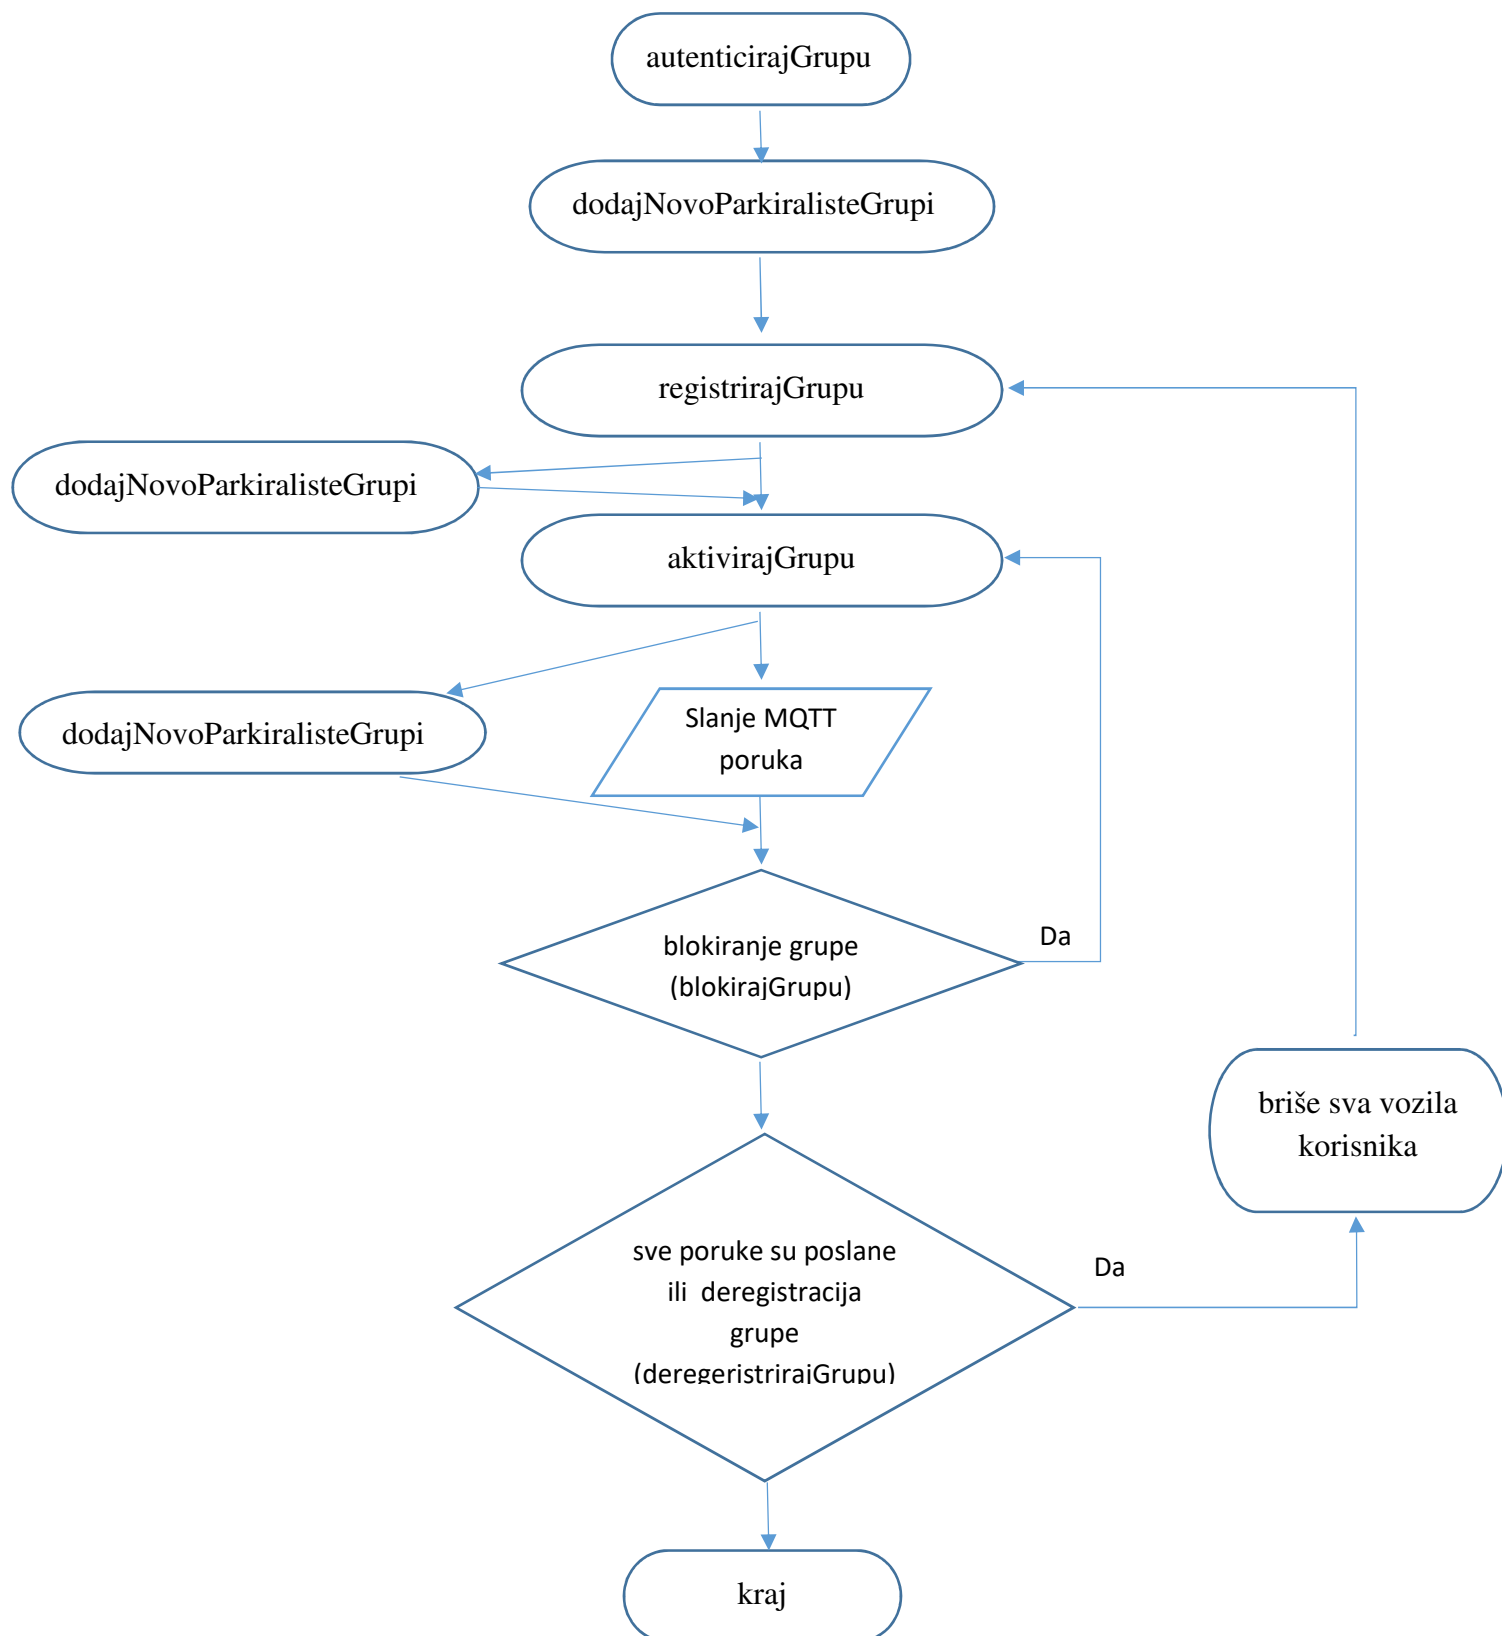 autenticirajGrupu
dodajNovoParkiralisteGrupi
registrirajGrupu
dodajNovoParkiralisteGrupi
aktivirajGrupu
dodajNovoParkiralisteGrupi
Slanje MQTT
poruka
blokiranje grupe
(blokirajGrupu)
Da
briše sva vozila
korisnika
sve poruke su poslane
ili  deregistracija
grupe
(deregeristrirajGrupu)
Da
kraj